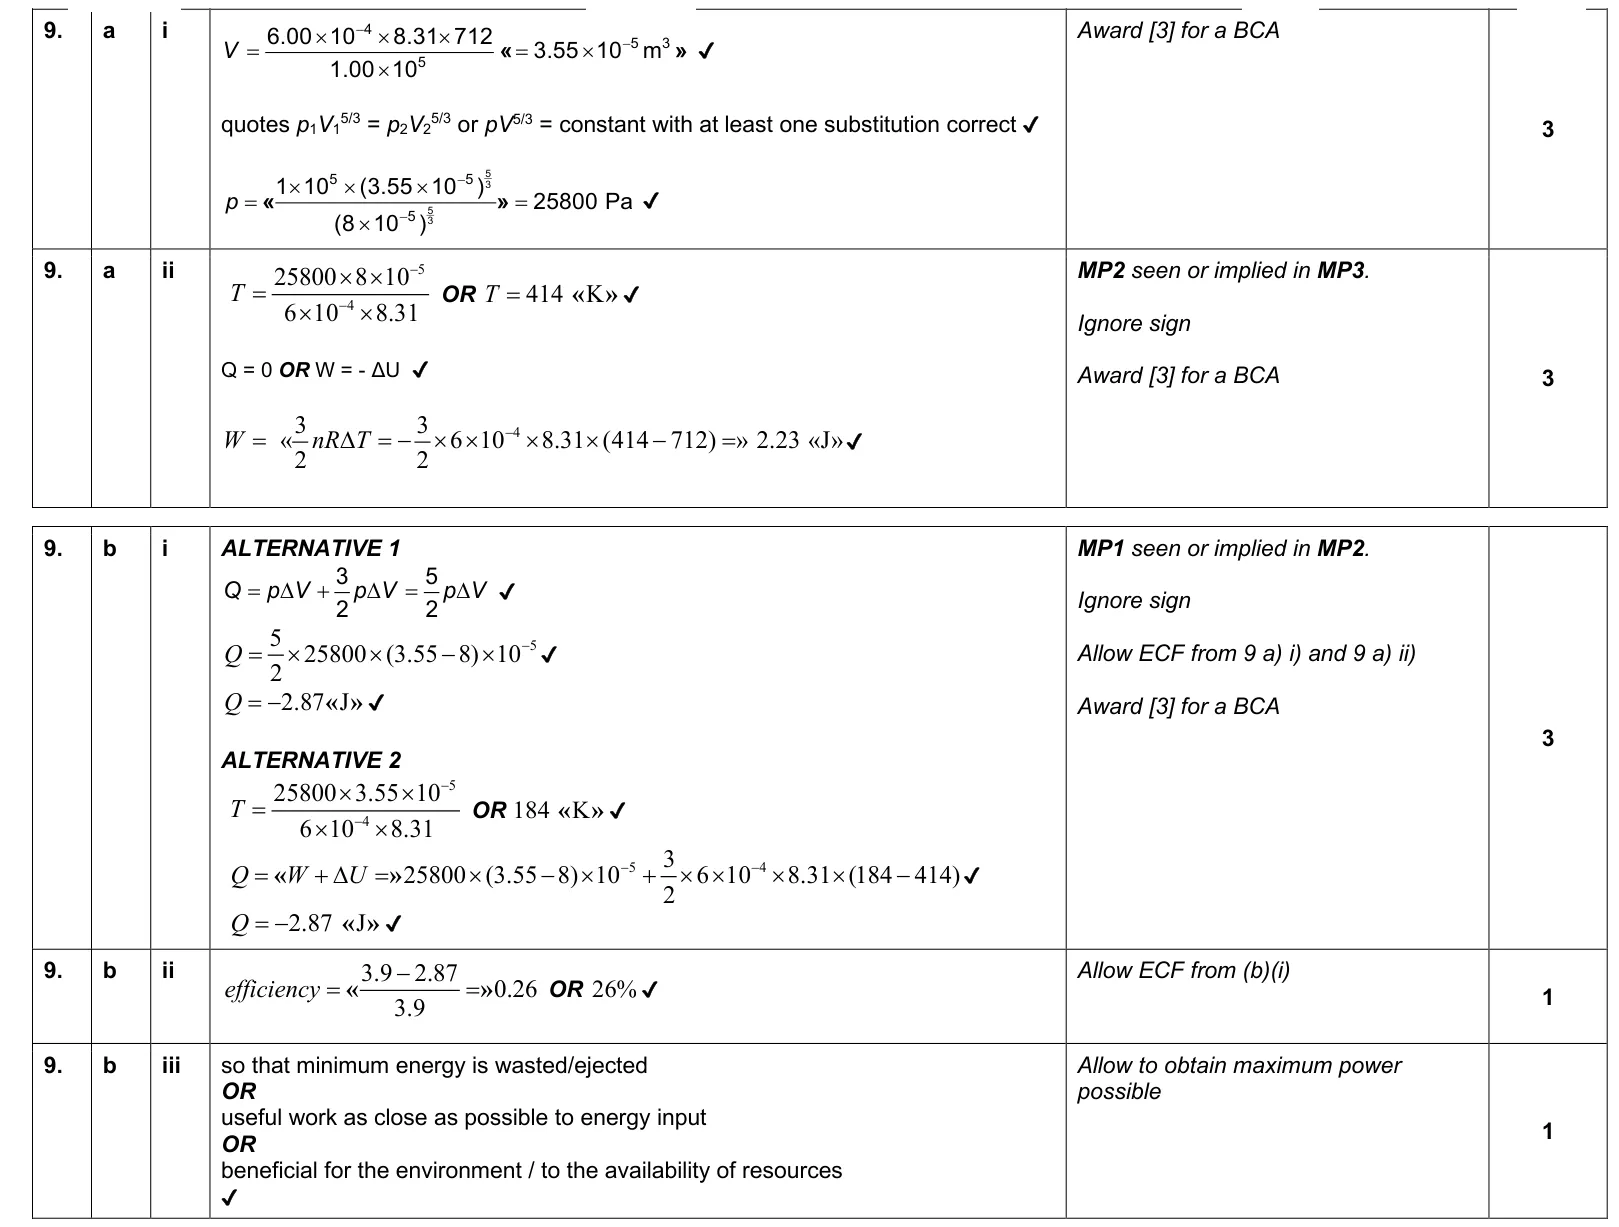 9. a i
V = 6.00×10⁻⁴×8.31×712 / 1.00×10⁵ «= 3.55×10⁻⁵ m³» ✓
quotes p₁V₁^5/3 = p₂V₂^5/3 or pV^5/3 = constant with at least one substitution correct ✓
p = «1×10⁵×(3.55×10⁻⁵)^5/3 / (8×10⁻⁵)^5/3» = 25800 Pa ✓
Award [3] for a BCA
3
9. a ii
T = 25800×8×10⁻⁵ / 6×10⁻⁴×8.31 OR T = 414 «K» ✓
Q = 0 OR W = - ΔU ✓
W = «3/2 nRΔT = −3/2×6×10⁻⁴×8.31×(414−712) =» 2.23 «J» ✓
MP2 seen or implied in MP3.
Ignore sign
Award [3] for a BCA
3
9. b i
ALTERNATIVE 1
Q = pΔV + 3/2 pΔV = 5/2 pΔV ✓
Q = 5/2×25800×(3.55−8)×10⁻⁵ ✓
Q = −2.87«J» ✓
ALTERNATIVE 2
T = 25800×3.55×10⁻⁵ / 6×10⁻⁴×8.31 OR 184 «K» ✓
Q = «W + ΔU =»25800×(3.55−8)×10⁻⁵ + 3/2×6×10⁻⁴×8.31×(184−414) ✓
Q = −2.87 «J» ✓
MP1 seen or implied in MP2.
Ignore sign
Allow ECF from 9 a) i) and 9 a) ii)
Award [3] for a BCA
3
9. b ii
efficiency = «3.9−2.87 / 3.9 =»0.26 OR 26% ✓
Allow ECF from (b)(i)
1
9. b iii
so that minimum energy is wasted/ejected
OR
useful work as close as possible to energy input
OR
beneficial for the environment / to the availability of resources
✓
Allow to obtain maximum power
possible
1